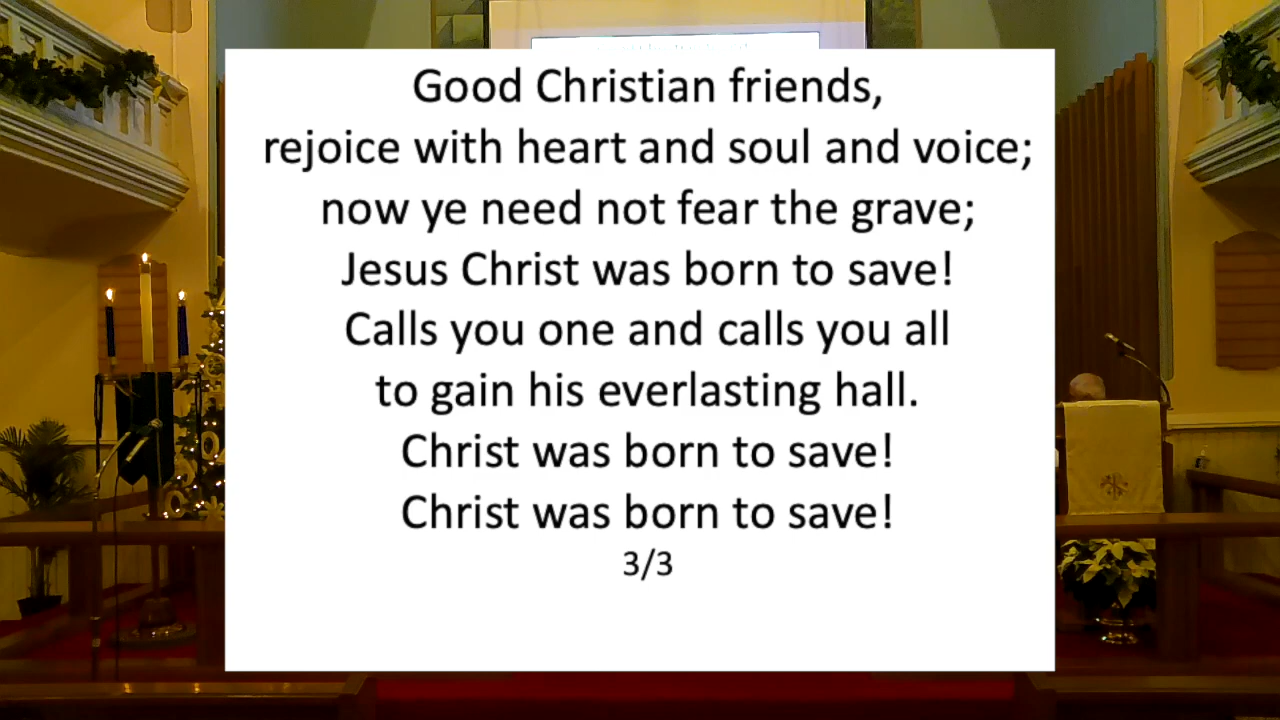 Good Christian friends,
rejoice with heart and soul and voice;
now ye need not fear the grave;
Jesus Christ was born to save!
Calls you one and calls you all
to gain his everlasting hall.
Christ was born to save!
Christ was born to save!
3/3